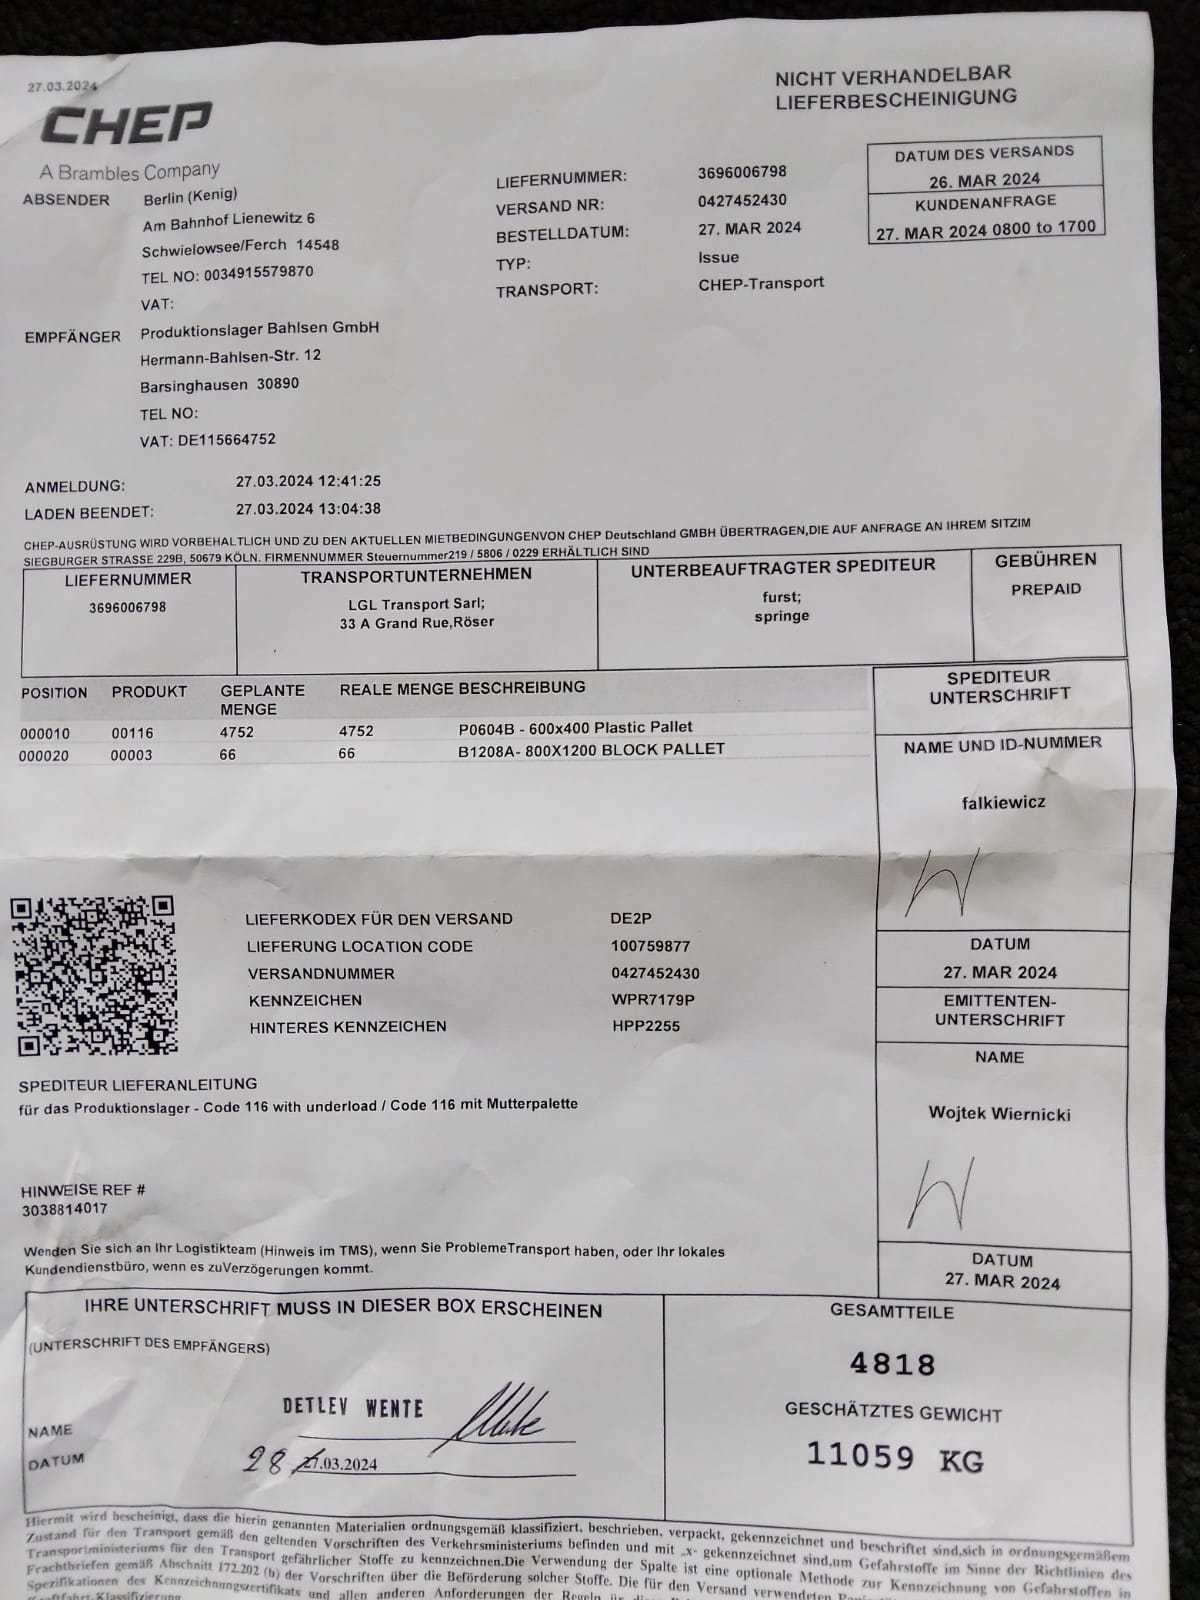 27.03.2024
CHEP
A Brambles Company
NICHT VERHANDELBAR
LIEFERBESCHEINIGUNG
ABSENDER Berlin (Kenig)
Am Bahnhof Lienewitz 6
Schwielowsee/Ferch 14548
TEL NO: 0034915579870
VAT:
LIEFERNUMMER: 3696006798
VERSAND NR: 0427452430
BESTELLDATUM: 27. MAR 2024
TYP: Issue
TRANSPORT: CHEP-Transport
DATUM DES VERSANDS
26. MAR 2024
KUNDENANFRAGE
27. MAR 2024 0800 to 1700
EMPFÄNGER Produktionslager Bahlsen GmbH
Hermann-Bahlsen-Str. 12
Barsinghausen 30890
TEL NO:
VAT: DE115664752
ANMELDUNG: 27.03.2024 12:41:25
LADEN BEENDET: 27.03.2024 13:04:38
CHEP-AUSRÜSTUNG WIRD VORBEHALTLICH UND ZU DEN AKTUELLEN MIETBEDINGUNGENVON CHEP Deutschland GMBH ÜBERTRAGEN,DIE AUF ANFRAGE AN IHREM SITZIM
SIEGBURGER STRASSE 229B, 50679 KÖLN. FIRMENNUMMER Steuernummer219 / 5806 / 0229 ERHÄLTLICH SIND
LIEFERNUMMER TRANSPORTUNTERNEHMEN UNTERBEAUFTRAGTER SPEDITEUR GEBÜHREN
3696006798 LGL Transport Sarl; furst; PREPAID
33 A Grand Rue,Röser springe
POSITION PRODUKT GEPLANTE MENGE REALE MENGE BESCHREIBUNG
000010 00116 4752 4752 P0604B - 600x400 Plastic Pallet
000020 00003 66 66 B1208A- 800X1200 BLOCK PALLET
SPEDITEUR
UNTERSCHRIFT
NAME UND ID-NUMMER
falkiewicz
DATUM
27. MAR 2024
EMITTENTEN-
UNTERSCHRIFT
NAME
Wojtek Wiernicki
DATUM
27. MAR 2024
LIEFERKODEX FÜR DEN VERSAND DE2P
LIEFERUNG LOCATION CODE 100759877
VERSANDNUMMER 0427452430
KENNZEICHEN WPR7179P
HINTERES KENNZEICHEN HPP2255
SPEDITEUR LIEFERANLEITUNG
für das Produktionslager - Code 116 with underload / Code 116 mit Mutterpalette
HINWEISE REF #
3038814017
Wenden Sie sich an Ihr Logistikteam (Hinweis im TMS), wenn Sie ProblemeTransport haben, oder Ihr lokales
Kundendienstbüro, wenn es zuVerzögerungen kommt.
IHRE UNTERSCHRIFT MUSS IN DIESER BOX ERSCHEINEN
(UNTERSCHRIFT DES EMPFÄNGERS)
NAME DETLEV WENTE
DATUM 28 27.03.2024
GESAMTTEILE
4818
GESCHÄTZTES GEWICHT
11059 KG
Hiermit wird bescheinigt, dass die hierin genannten Materialien ordnungsgemäß klassifiziert, beschrieben, verpackt, gekennzeichnet und beschriftet sind,sich in ordnungsgemäßem
Zustand für den Transport gemäß den geltenden Vorschriften des Verkehrsministeriums befinden und mit „x- gekennzeichnet sind,um Gefahrstoffe im Sinne der Richtlinien des
Transportministeriums für den Transport gefährlicher Stoffe zu kennzeichnen.Die Verwendung der Spalte ist eine optionale Methode zur Kennzeichnung von Gefahrstoffen in
Frachtbriefen gemäß Abschnitt 172.202 (b) der Vorschriften über die Beförderung solcher Stoffe. Die für den Versand verwendeten
Spezifikationen des Kennzeichnungszertifikats und allen anderen Anforderungen der